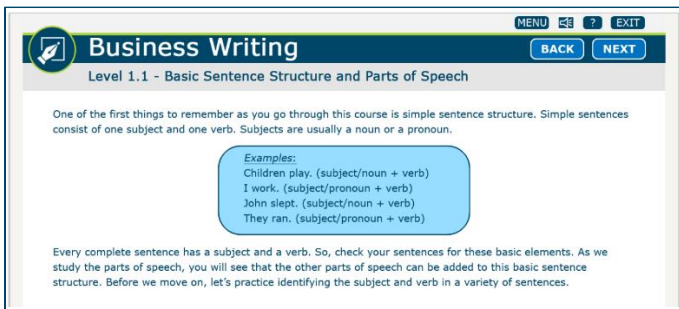 MENU ? EXIT
Business Writing
BACK NEXT
Level 1.1 - Basic Sentence Structure and Parts of Speech
One of the first things to remember as you go through this course is simple sentence structure. Simple sentences
consist of one subject and one verb. Subjects are usually a noun or a pronoun.
Examples:
Children play. (subject/noun + verb)
I work. (subject/pronoun + verb)
John slept. (subject/noun + verb)
They ran. (subject/pronoun + verb)
Every complete sentence has a subject and a verb. So, check your sentences for these basic elements. As we
study the parts of speech, you will see that the other parts of speech can be added to this basic sentence
structure. Before we move on, let's practice identifying the subject and verb in a variety of sentences.